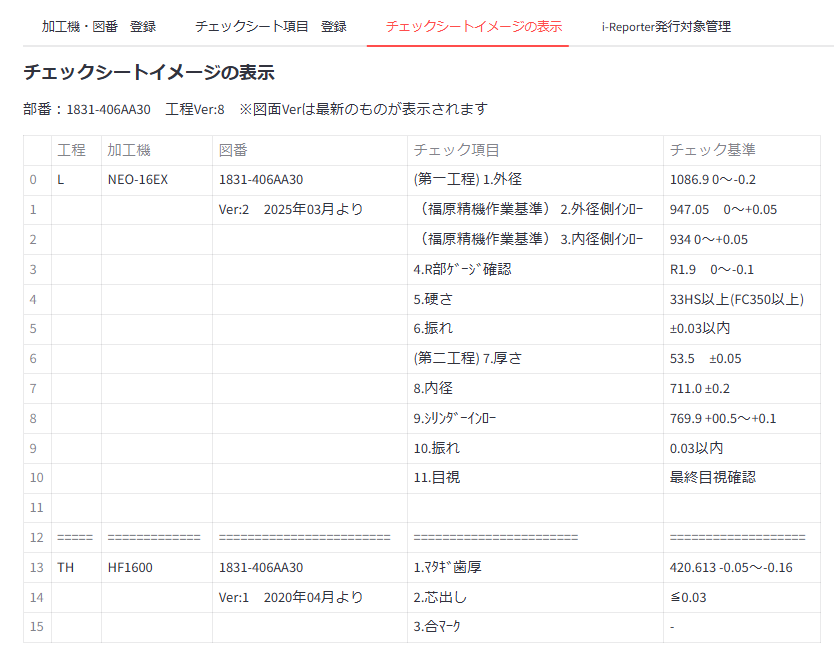 加工機・図番　登録　チェックシート項目　登録　チェックシートイメージの表示　i-Reporter発行対象管理
チェックシートイメージの表示
部番：1831-406AA30　工程Ver:8　※図面Verは最新のものが表示されます
工程 加工機 図番 チェック項目 チェック基準
0 L NEO-16EX 1831-406AA30 (第一工程) 1.外径 1086.9 0～-0.2
1 Ver:2　2025年03月より （福原精機作業基準） 2.外径側ｲﾝﾛｰ 947.05　0～+0.05
2 （福原精機作業基準） 3.内径側ｲﾝﾛｰ 934 0～+0.05
3 4.R部ｹﾞｰｼﾞ確認 R1.9　0～-0.1
4 5.硬さ 33HS以上(FC350以上)
5 6.振れ ±0.03以内
6 (第二工程) 7.厚さ 53.5　±0.05
7 8.内径 711.0 ±0.2
8 9.ｼﾘﾝﾀﾞｰｲﾝﾛｰ 769.9 +00.5～+0.1
9 10.振れ 0.03以内
10 11.目視 最終目視確認
11
12 ===== ============= ======================== ======================= ===================
13 TH HF1600 1831-406AA30 1.ﾏﾀｷﾞ歯厚 420.613 -0.05～-0.16
14 Ver:1　2020年04月より 2.芯出し ≦0.03
15 3.合ﾏｰｸ -